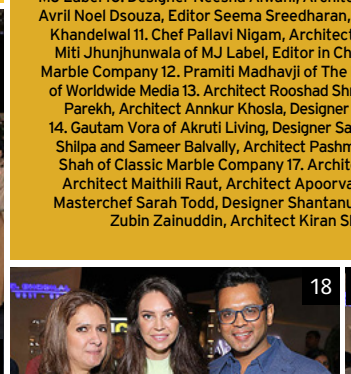 Avril Noel Dsouza, Editor Seema Sreedharan,
Khandelwal 11. Chef Pallavi Nigam, Architect
Miti Jhunjhunwala of MJ Label, Editor in Ch
Marble Company 12. Pramiti Madhavji of The
of Worldwide Media 13. Architect Rooshad Shr
Parekh, Architect Annkur Khosla, Designer
14. Gautam Vora of Akruti Living, Designer Sa
Shilpa and Sameer Balvally, Architect Pashm
Shah of Classic Marble Company 17. Archite
Architect Maithili Raut, Architect Apoorva
Masterchef Sarah Todd, Designer Shantanu
Zubin Zainuddin, Architect Kiran S
18